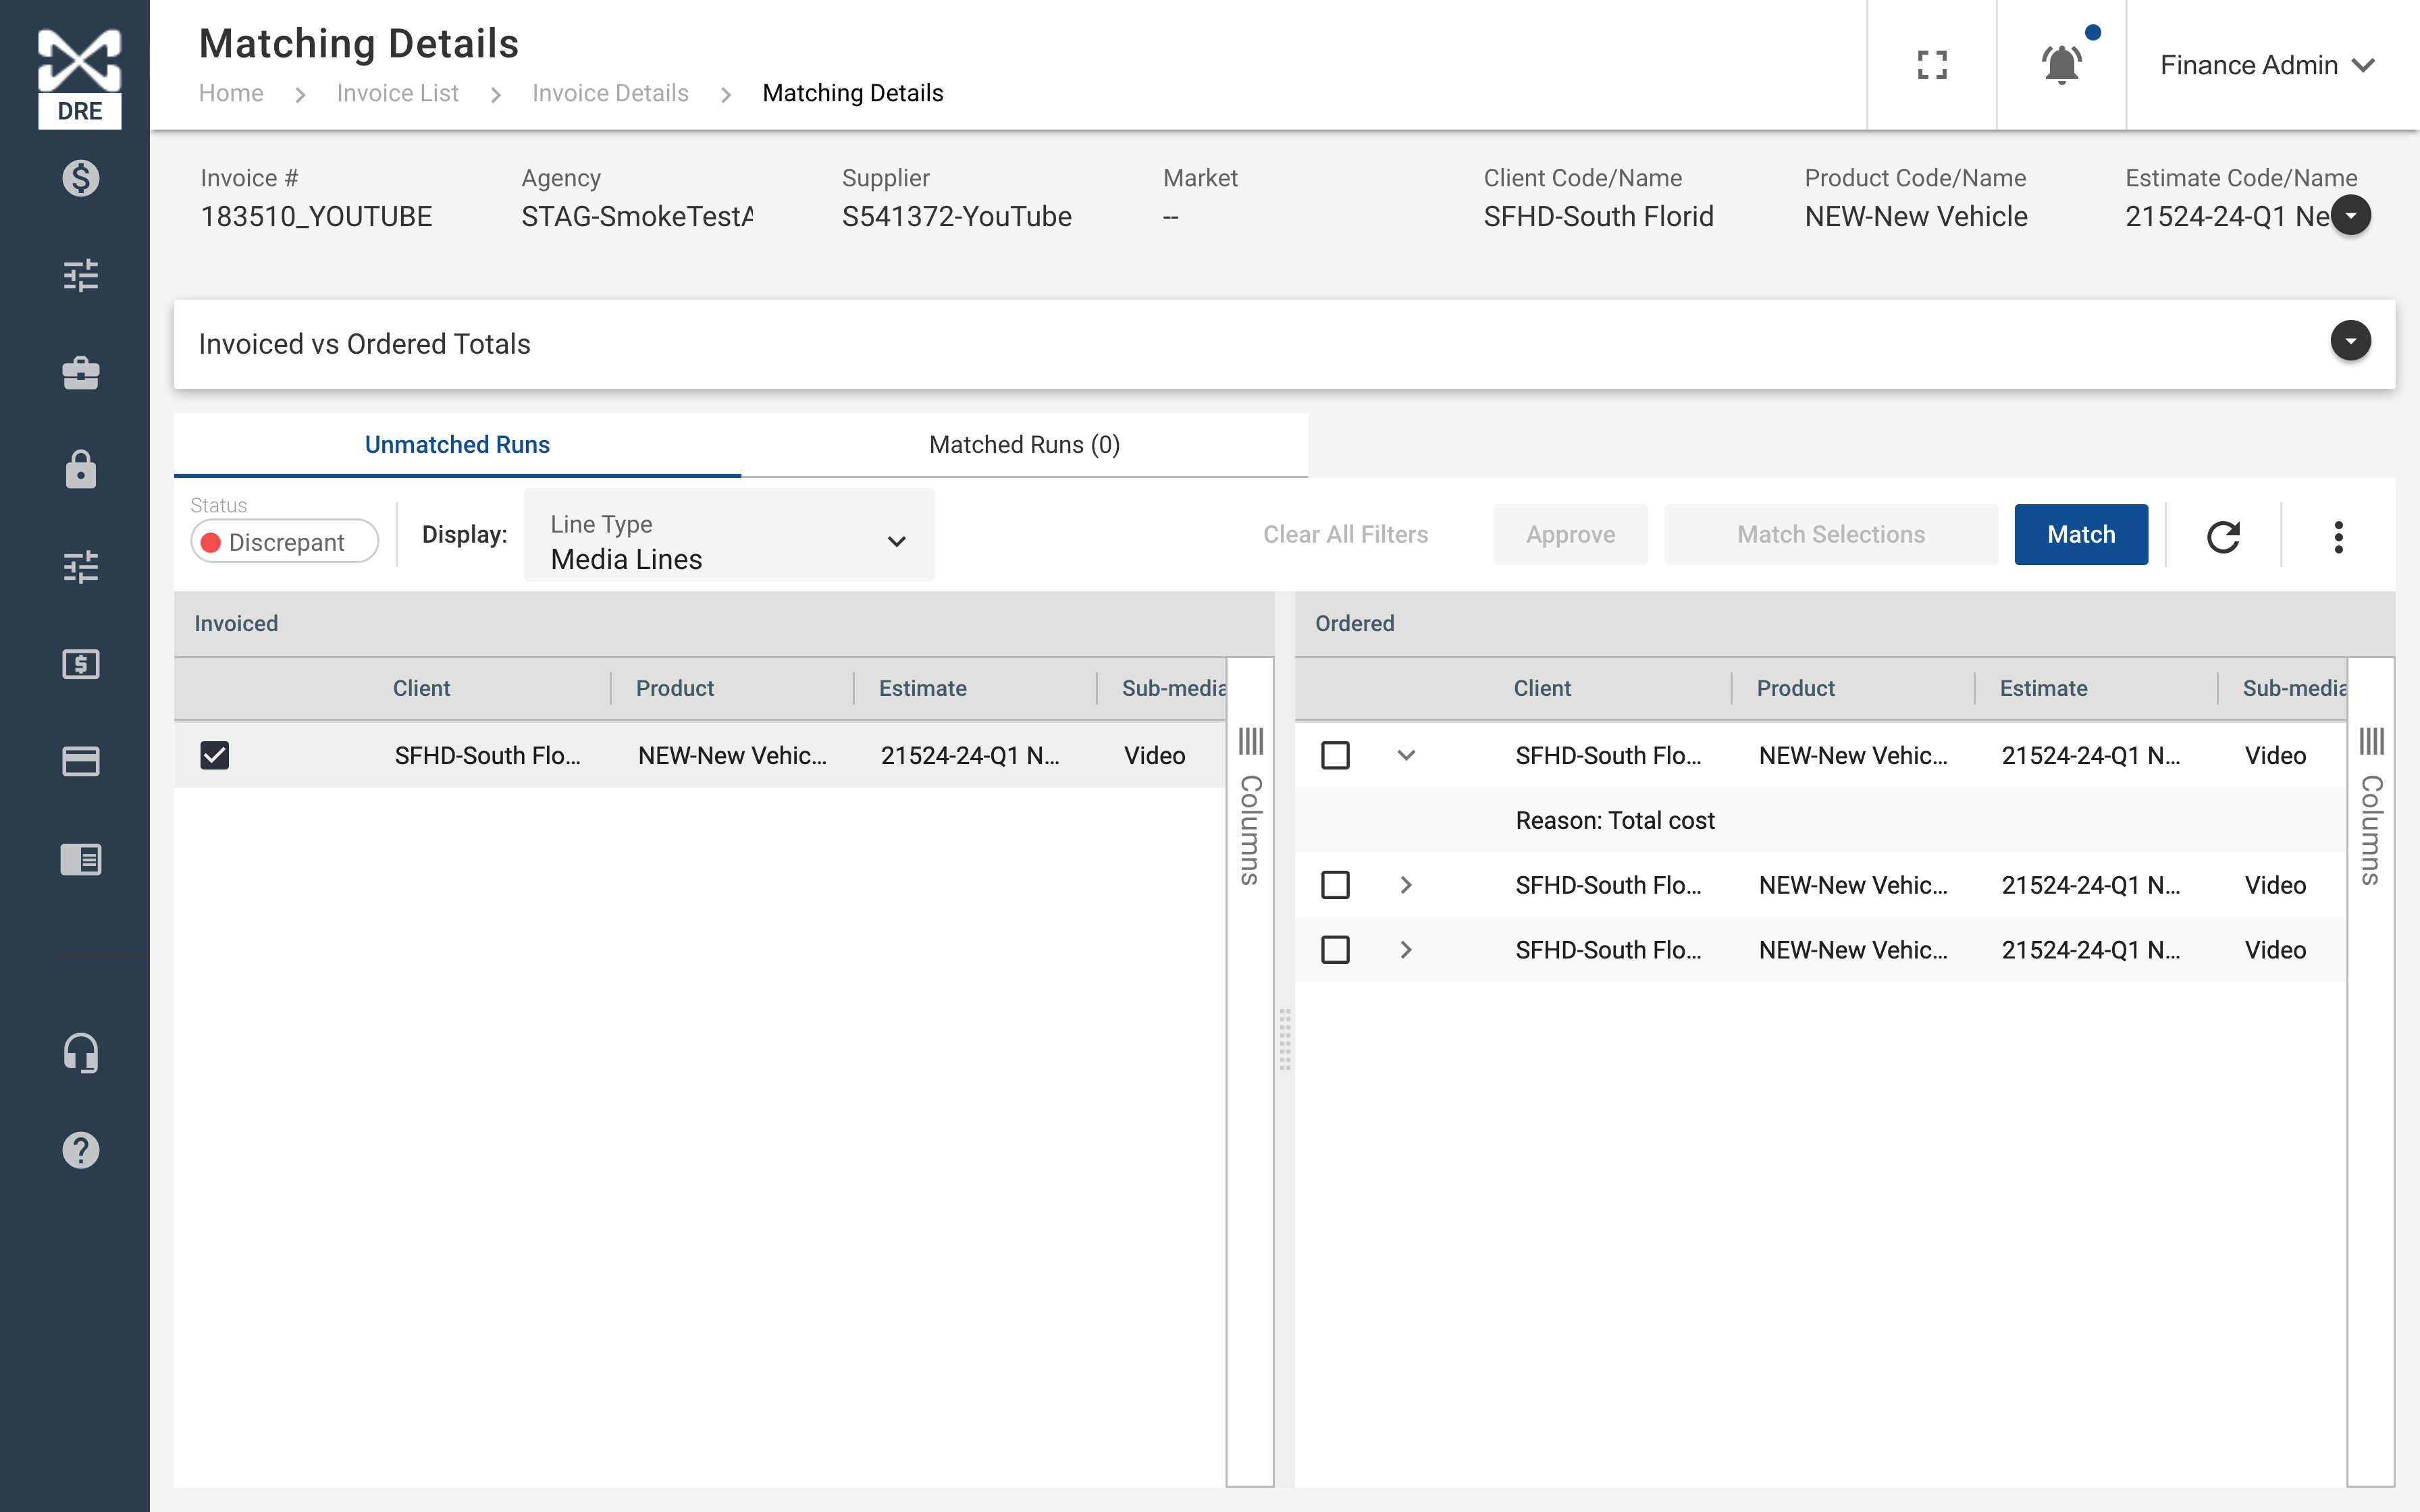 DRE
Matching Details
Home > Invoice List > Invoice Details > Matching Details
Finance Admin
Invoice # Agency Supplier Market Client Code/Name Product Code/Name Estimate Code/Name
183510_YOUTUBE STAG-SmokeTestA S541372-YouTube -- SFHD-South Florid NEW-New Vehicle 21524-24-Q1 Ne
Invoiced vs Ordered Totals
Unmatched Runs Matched Runs (0)
Status
Discrepant
Display:
Line Type
Media Lines
Clear All Filters Approve Match Selections Match
Invoiced
Client Product Estimate Sub-media
SFHD-South Flo... NEW-New Vehic... 21524-24-Q1 N... Video
Columns
Ordered
Client Product Estimate Sub-media
SFHD-South Flo... NEW-New Vehic... 21524-24-Q1 N... Video
Reason: Total cost
SFHD-South Flo... NEW-New Vehic... 21524-24-Q1 N... Video
SFHD-South Flo... NEW-New Vehic... 21524-24-Q1 N... Video
Columns